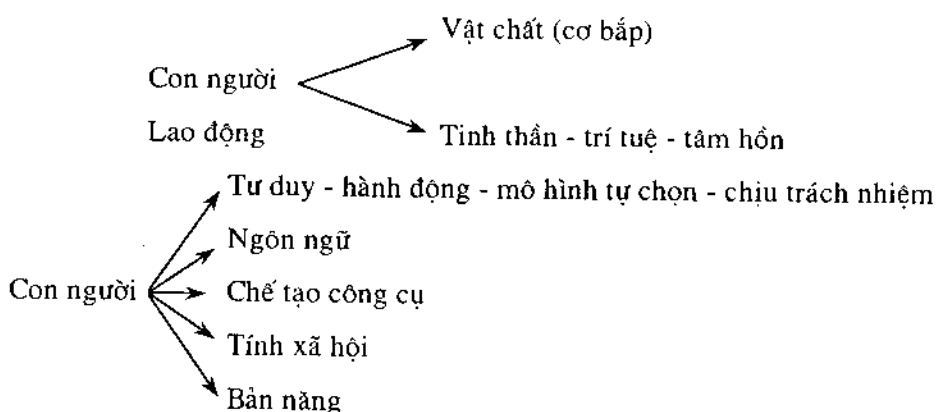 Vật chất (cơ bắp)
Con người
Lao động
Tinh thần - trí tuệ - tâm hồn
Tư duy - hành động - mô hình tự chọn - chịu trách nhiệm
Ngôn ngữ
Con người
Chế tạo công cụ
Tính xã hội
Bản năng